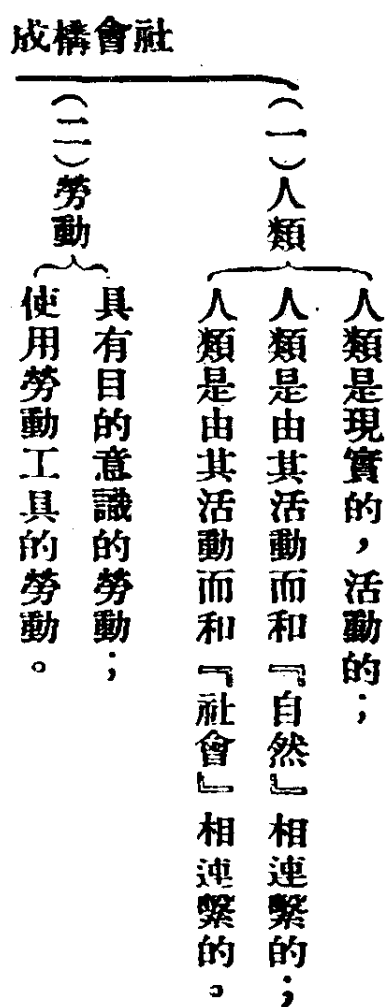 社會構成
（一）人類
人類是現實的，活動的；
人類是由其活動而和『自然』相連繫的；
人類是由其活動而和『社會』相連繫的。
（二）勞動
具有目的意識的勞動；
使用勞動工具的勞動。